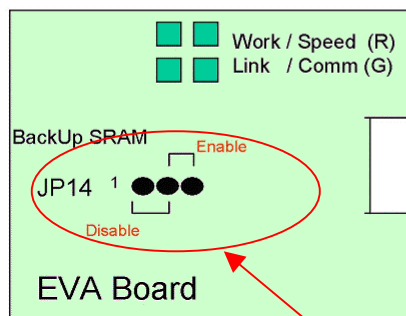 Work / Speed (R)
Link / Comm (G)
BackUp SRAM
Enable
JP14 1
Disable
EVA Board